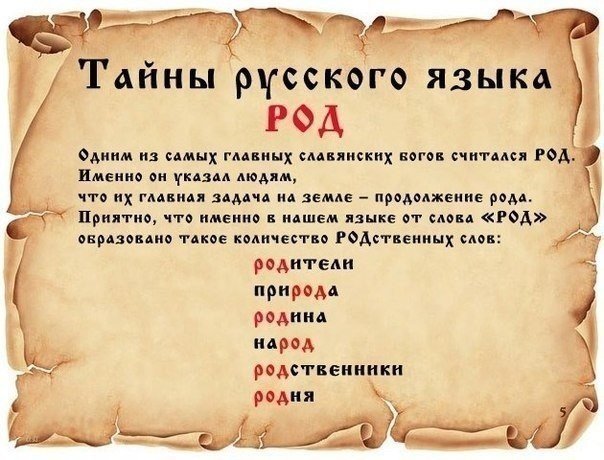 Тайны русского языка
РОД
Одним из самых главных славянских богов считался РОД.
Именно он указал людям,
что их главная задача на земле – продолжение рода.
Приятно, что именно в нашем языке от слова «РОД»
образовано такое количество РОДственных слов:
родители
природа
родина
народ
родственники
родня
5